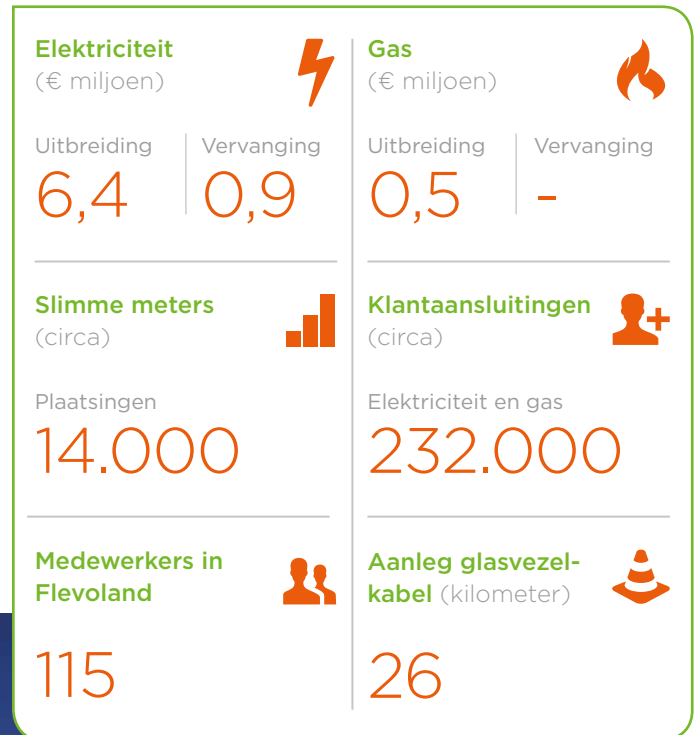 Elektriciteit
(€ miljoen)
Uitbreiding
6,4
Vervanging
0,9
Gas
(€ miljoen)
Uitbreiding
0,5
Vervanging
-
Slimme meters
(circa)
Plaatsingen
14.000
Klantaansluitingen
(circa)
Elektriciteit en gas
232.000
Medewerkers in
Flevoland
115
Aanleg glasvezel-
kabel (kilometer)
26